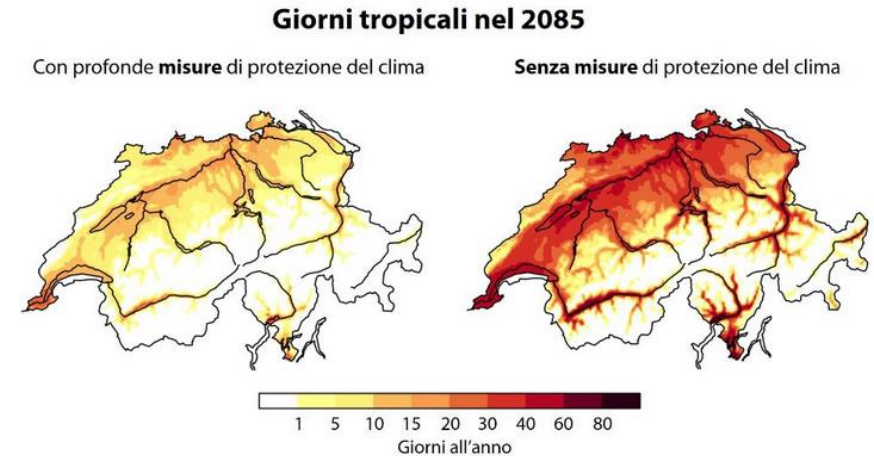 Giorni tropicali nel 2085
Con profonde misure di protezione del clima
Senza misure di protezione del clima
1 5 10 15 20 30 40 60 80
Giorni all'anno